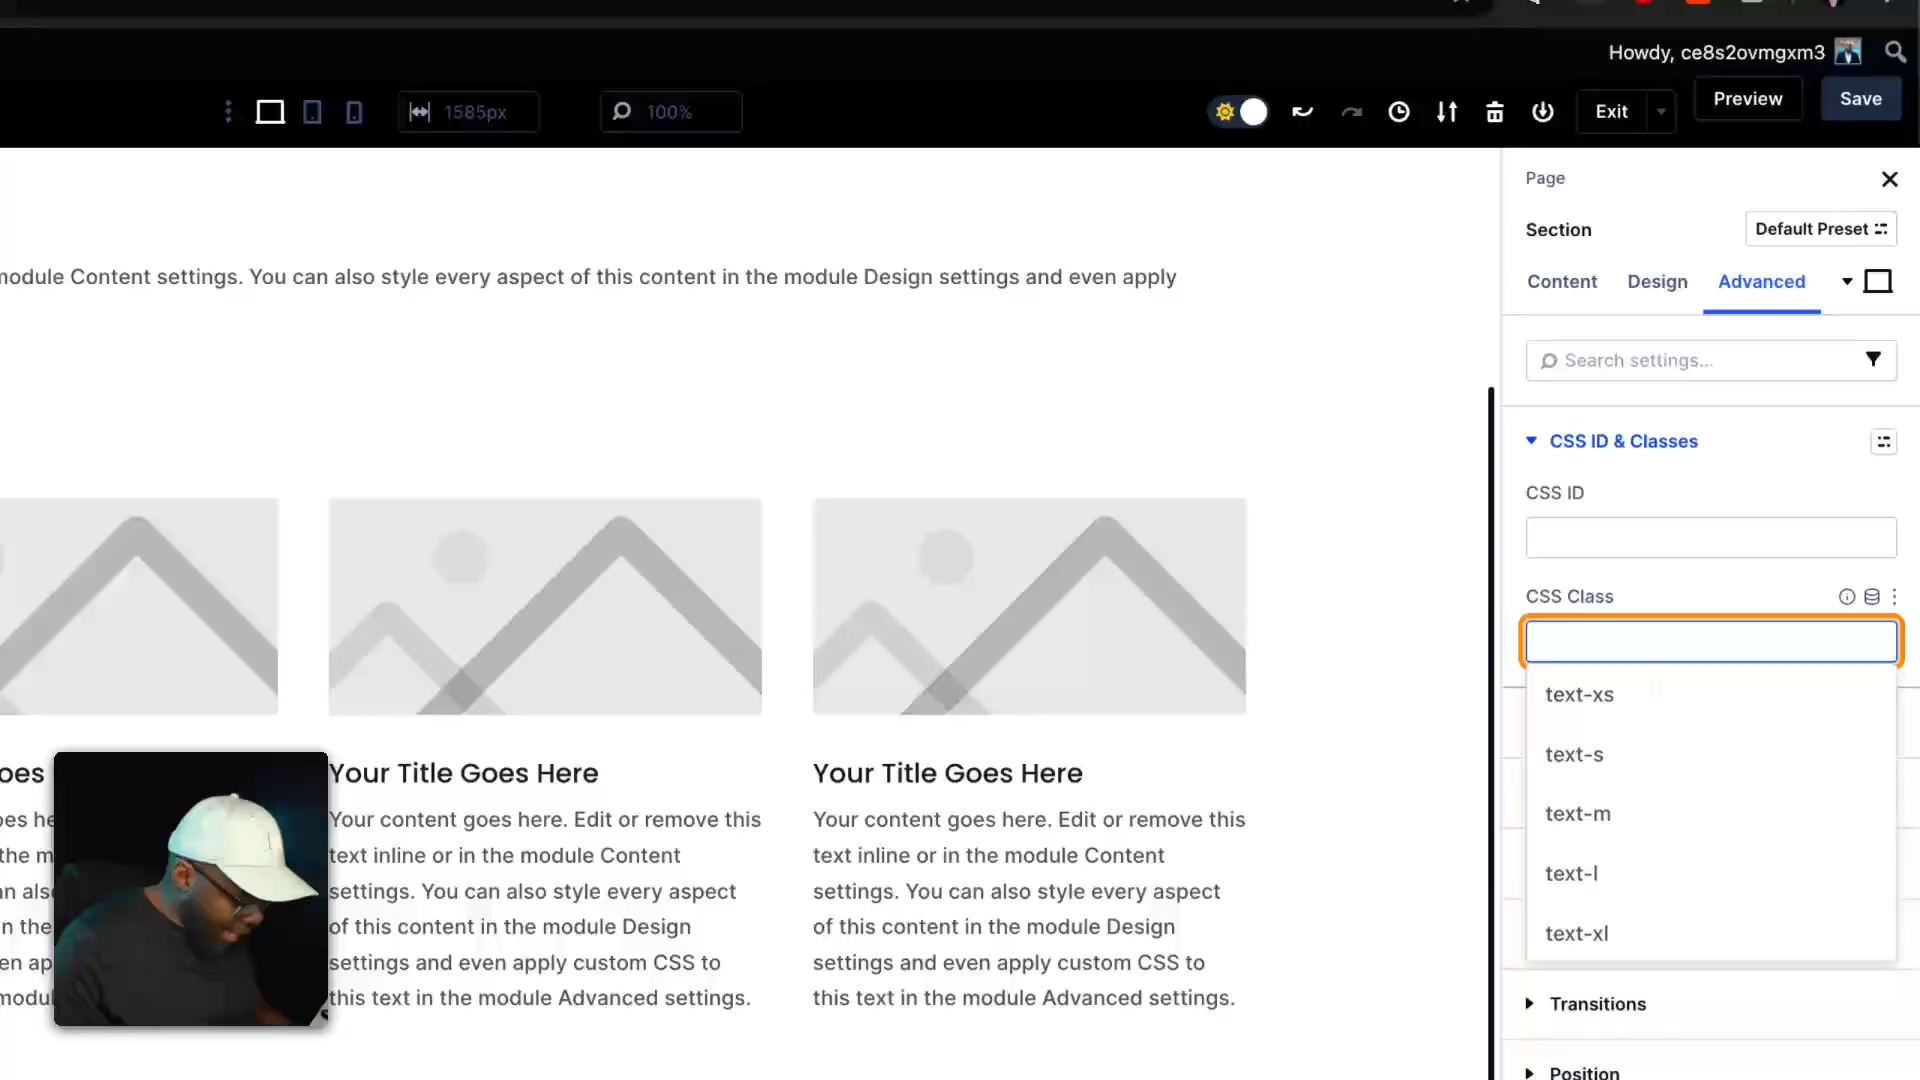 Howdy, ce8s2ovmgxm3
1585px
100%
Exit
Preview
Save
module Content settings. You can also style every aspect of this content in the module Design settings and even apply
Your Title Goes Here
Your content goes here. Edit or remove this
text inline or in the module Content
settings. You can also style every aspect
of this content in the module Design
settings and even apply custom CSS to
this text in the module Advanced settings.
Your Title Goes Here
Your content goes here. Edit or remove this
text inline or in the module Content
settings. You can also style every aspect
of this content in the module Design
settings and even apply custom CSS to
this text in the module Advanced settings.
Page
Section
Default Preset
Content
Design
Advanced
Search settings...
CSS ID & Classes
CSS ID
CSS Class
text-xs
text-s
text-m
text-l
text-xl
Transitions
Position